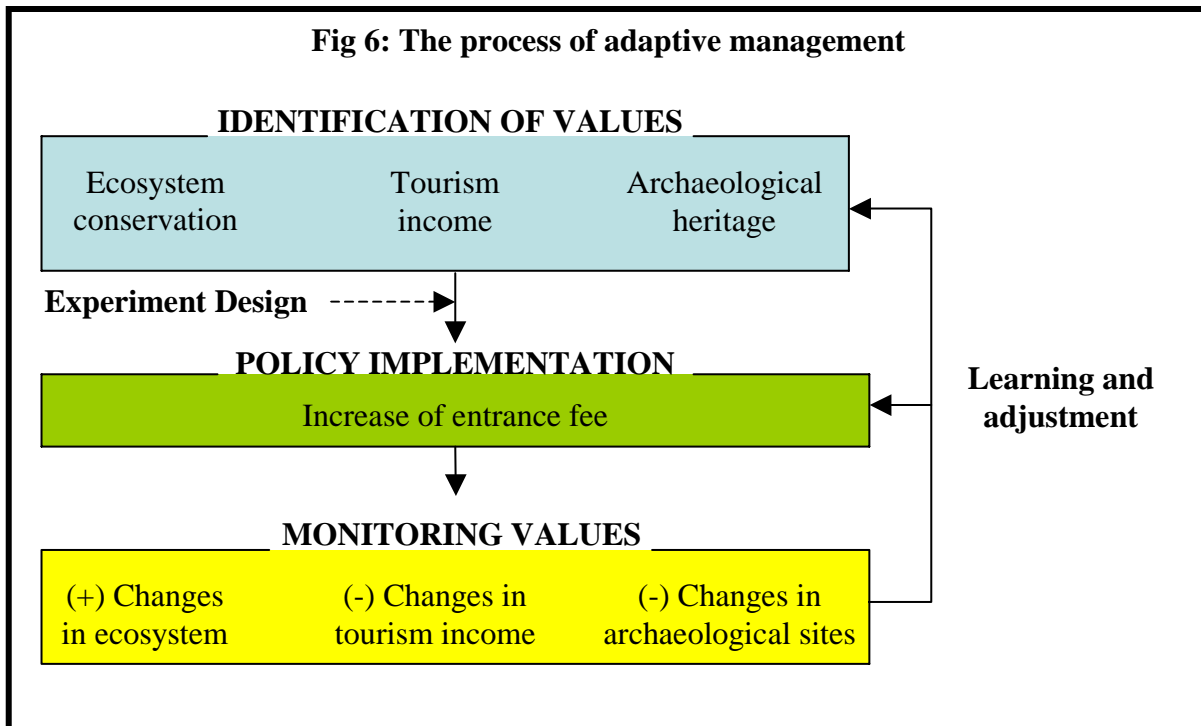 Fig 6: The process of adaptive management
IDENTIFICATION OF VALUES
Ecosystem
conservation
Tourism
income
Archaeological
heritage
Experiment Design
POLICY IMPLEMENTATION
Increase of entrance fee
Learning and
adjustment
MONITORING VALUES
(+) Changes
in ecosystem
(-) Changes in
tourism income
(-) Changes in
archaeological sites